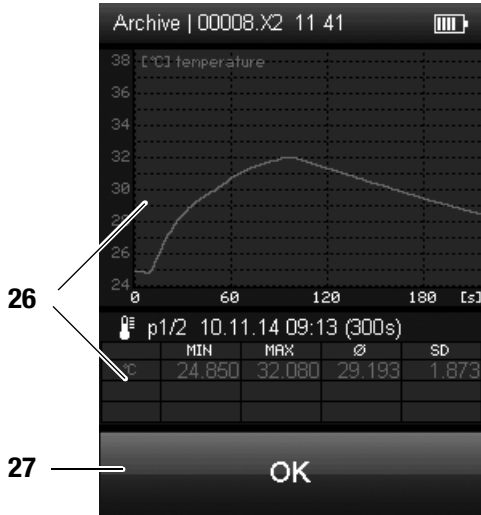 Archive | 00008.X2 11 41
38 [°C] temperature
36
34
32
30
28
26
24
0 60 120 180 [s]
26
p1/2 10.11.14 09:13 (300s)
MIN MAX Ø SD
°C 24.850 32.080 29.193 1.873
27
OK